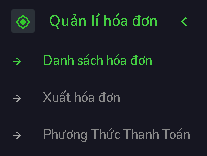 Quản lí hóa đơn
Danh sách hóa đơn
Xuất hóa đơn
Phương Thức Thanh Toán